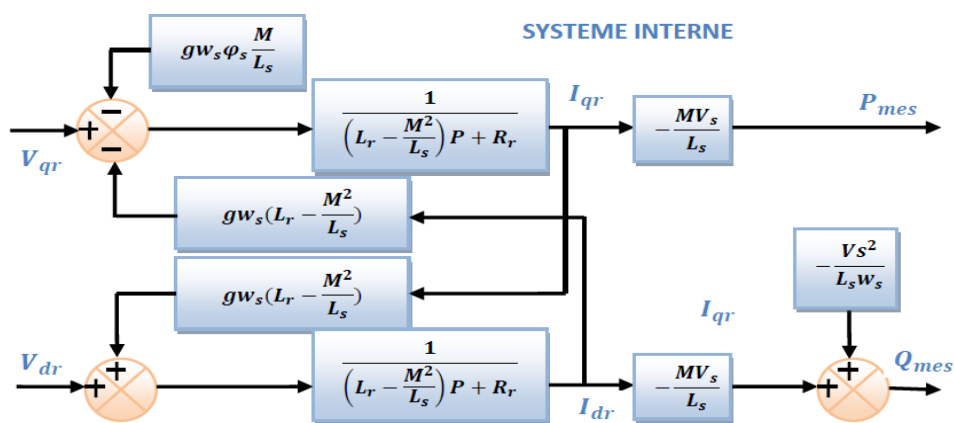 SYSTEME INTERNE
gw_sφ_s M/L_s
−
+
−
V_qr
1/((L_r − M²/L_s)P + R_r)
I_qr
−MV_s/L_s
P_mes
gw_s(L_r − M²/L_s)
gw_s(L_r − M²/L_s)
−Vs²/(L_sw_s)
V_dr
+
+
1/((L_r − M²/L_s)P + R_r)
I_dr
I_qr
−MV_s/L_s
+
+
Q_mes